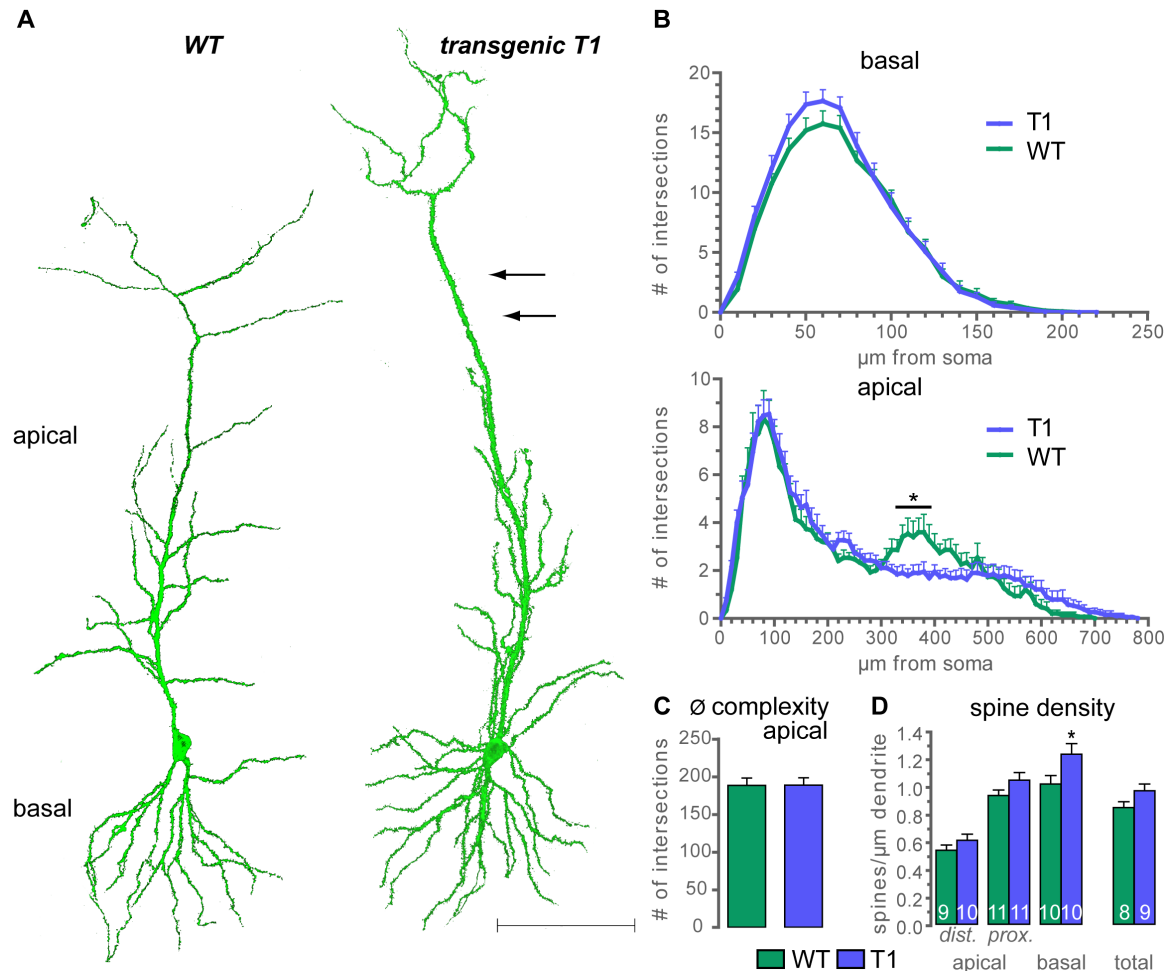 A
WT
transgenic T1
apical
basal
B
basal
# of intersections
20
15
10
5
0
T1
WT
0 50 100 150 200 250
µm from soma
apical
# of intersections
10
8
6
4
2
0
T1
WT
*
0 100 200 300 400 500 600 700 800
µm from soma
C
Ø complexity
apical
# of intersections
250
200
150
100
50
0
D
spine density
spines/µm dendrite
1.4
1.2
1.0
0.8
0.6
0.4
0.2
0.0
*
9 10 11 11 10 10 8 9
dist. prox.
apical basal total
WT T1